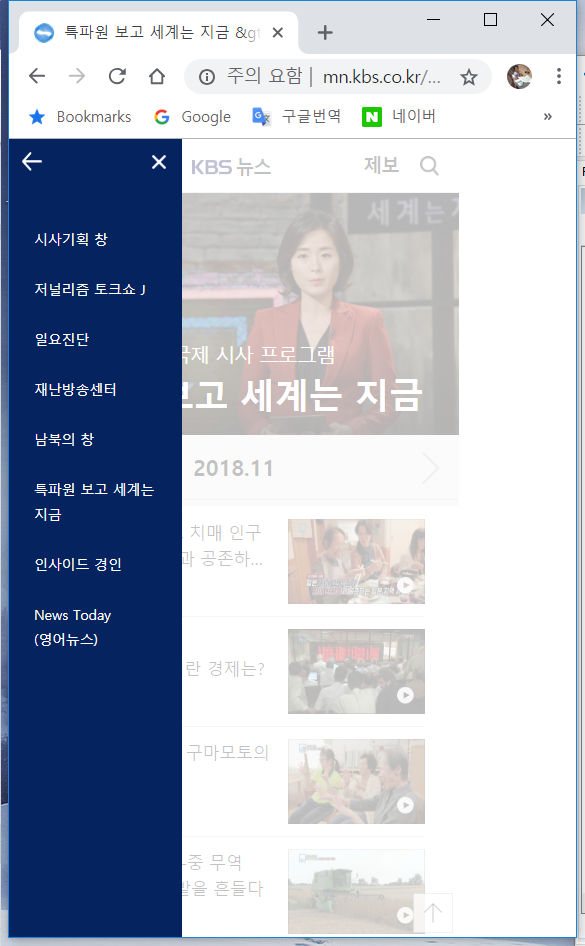 특파원 보고 세계는 지금 &gt
주의 요함 | mn.kbs.co.kr/...
Bookmarks Google 구글번역 네이버 »
KBS 뉴스 제보
시사기획 창
저널리즘 토크쇼 J
일요진단
재난방송센터
남북의 창
특파원 보고 세계는
지금
인사이드 경인
News Today
(영어뉴스)
세계는
국제 시사 프로그램
보고 세계는 지금
2018.11
치매 인구
과 공존하...
란 경제는?
구마모토의
중 무역
을 흔들다